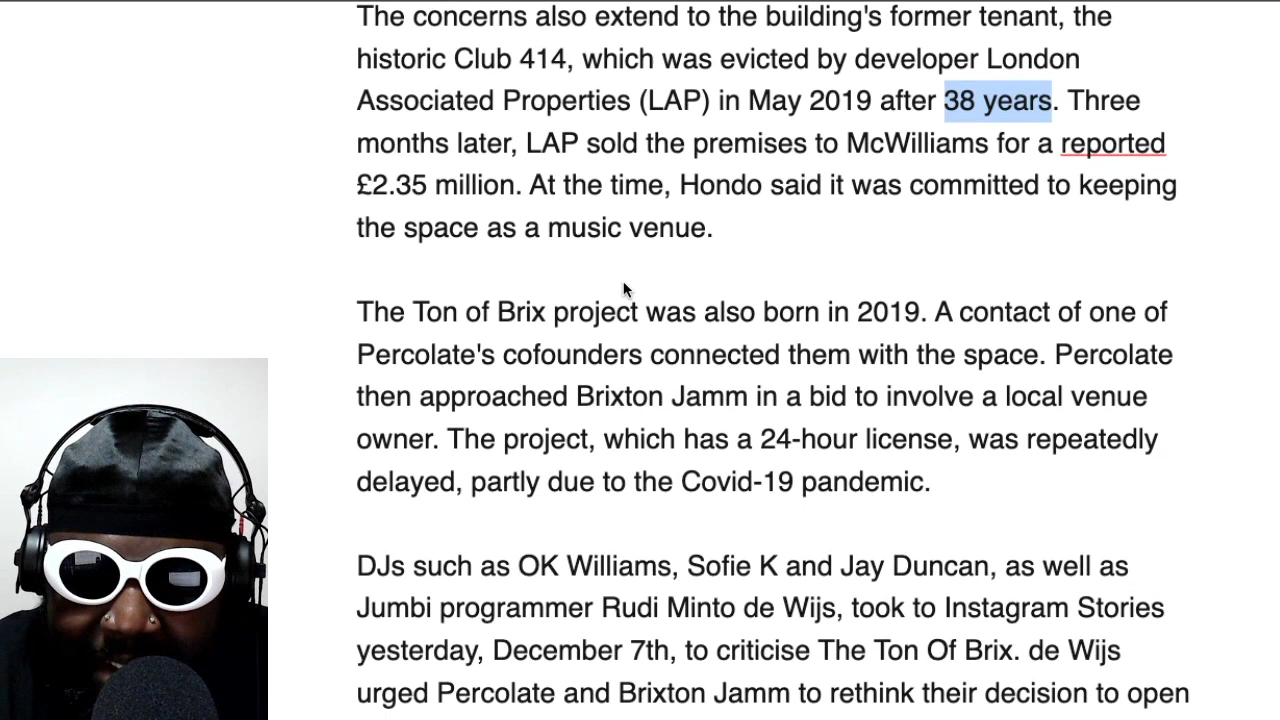 The concerns also extend to the building's former tenant, the
historic Club 414, which was evicted by developer London
Associated Properties (LAP) in May 2019 after 38 years. Three
months later, LAP sold the premises to McWilliams for a reported
£2.35 million. At the time, Hondo said it was committed to keeping
the space as a music venue.
The Ton of Brix project was also born in 2019. A contact of one of
Percolate's cofounders connected them with the space. Percolate
then approached Brixton Jamm in a bid to involve a local venue
owner. The project, which has a 24-hour license, was repeatedly
delayed, partly due to the Covid-19 pandemic.
DJs such as OK Williams, Sofie K and Jay Duncan, as well as
Jumbi programmer Rudi Minto de Wijs, took to Instagram Stories
yesterday, December 7th, to criticise The Ton Of Brix. de Wijs
urged Percolate and Brixton Jamm to rethink their decision to open